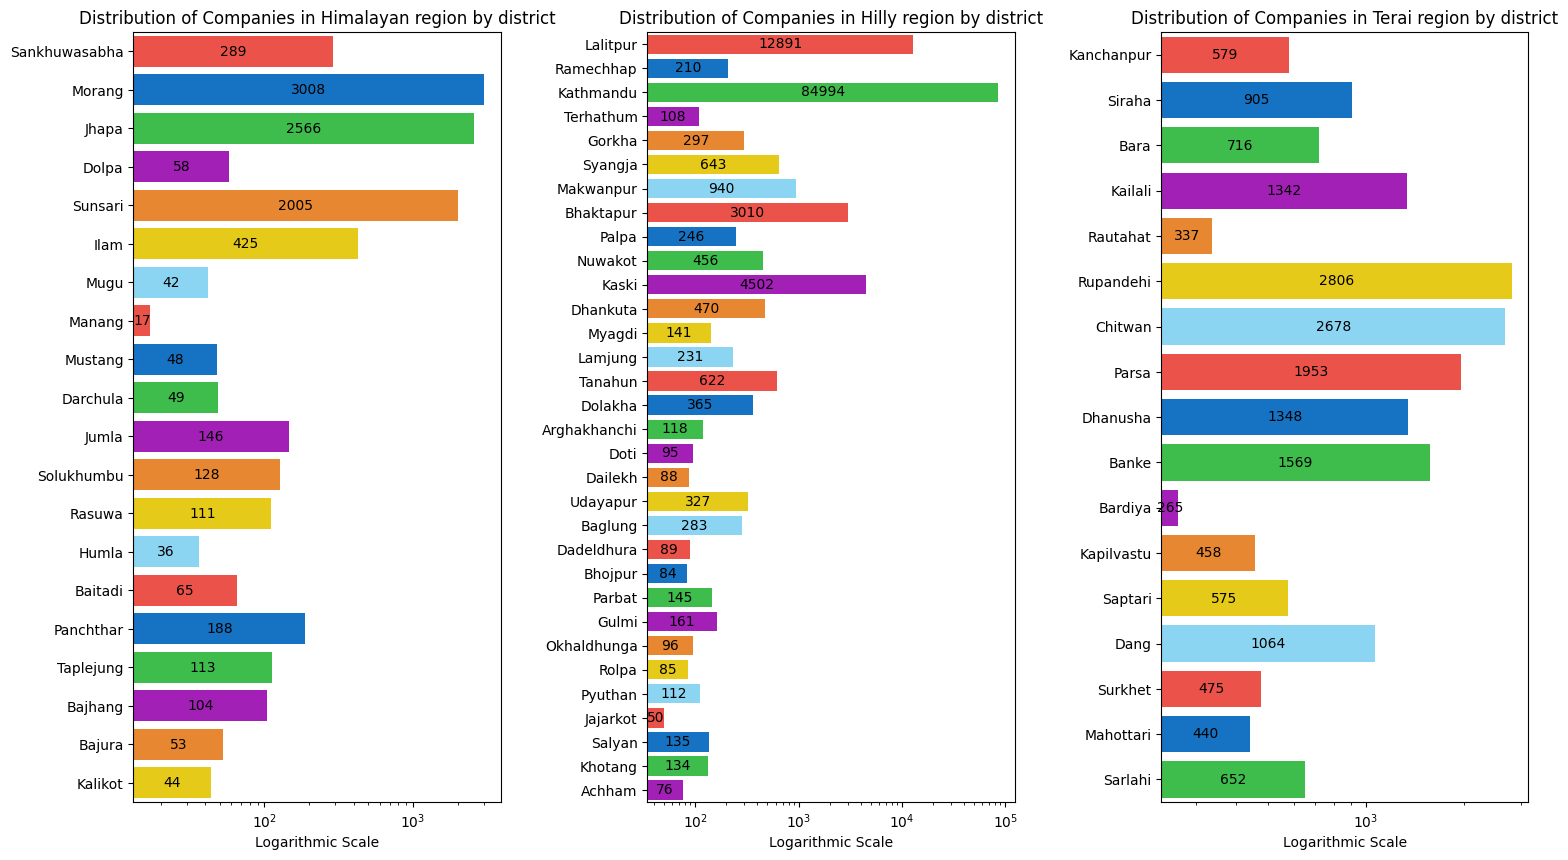 Distribution of Companies in Himalayan region by district
Sankhuwasabha 289
Morang 3008
Jhapa 2566
Dolpa 58
Sunsari 2005
Ilam 425
Mugu 42
Manang 17
Mustang 48
Darchula 49
Jumla 146
Solukhumbu 128
Rasuwa 111
Humla 36
Baitadi 65
Panchthar 188
Taplejung 113
Bajhang 104
Bajura 53
Kalikot 44
10² 10³
Logarithmic Scale
Distribution of Companies in Hilly region by district
Lalitpur 12891
Ramechhap 210
Kathmandu 84994
Terhathum 108
Gorkha 297
Syangja 643
Makwanpur 940
Bhaktapur 3010
Palpa 246
Nuwakot 456
Kaski 4502
Dhankuta 470
Myagdi 141
Lamjung 231
Tanahun 622
Dolakha 365
Arghakhanchi 118
Doti 95
Dailekh 88
Udayapur 327
Baglung 283
Dadeldhura 89
Bhojpur 84
Parbat 145
Gulmi 161
Okhaldhunga 96
Rolpa 85
Pyuthan 112
Jajarkot 50
Salyan 135
Khotang 134
Achham 76
10² 10³ 10⁴ 10⁵
Logarithmic Scale
Distribution of Companies in Terai region by district
Kanchanpur 579
Siraha 905
Bara 716
Kailali 1342
Rautahat 337
Rupandehi 2806
Chitwan 2678
Parsa 1953
Dhanusha 1348
Banke 1569
Bardiya 265
Kapilvastu 458
Saptari 575
Dang 1064
Surkhet 475
Mahottari 440
Sarlahi 652
10³
Logarithmic Scale